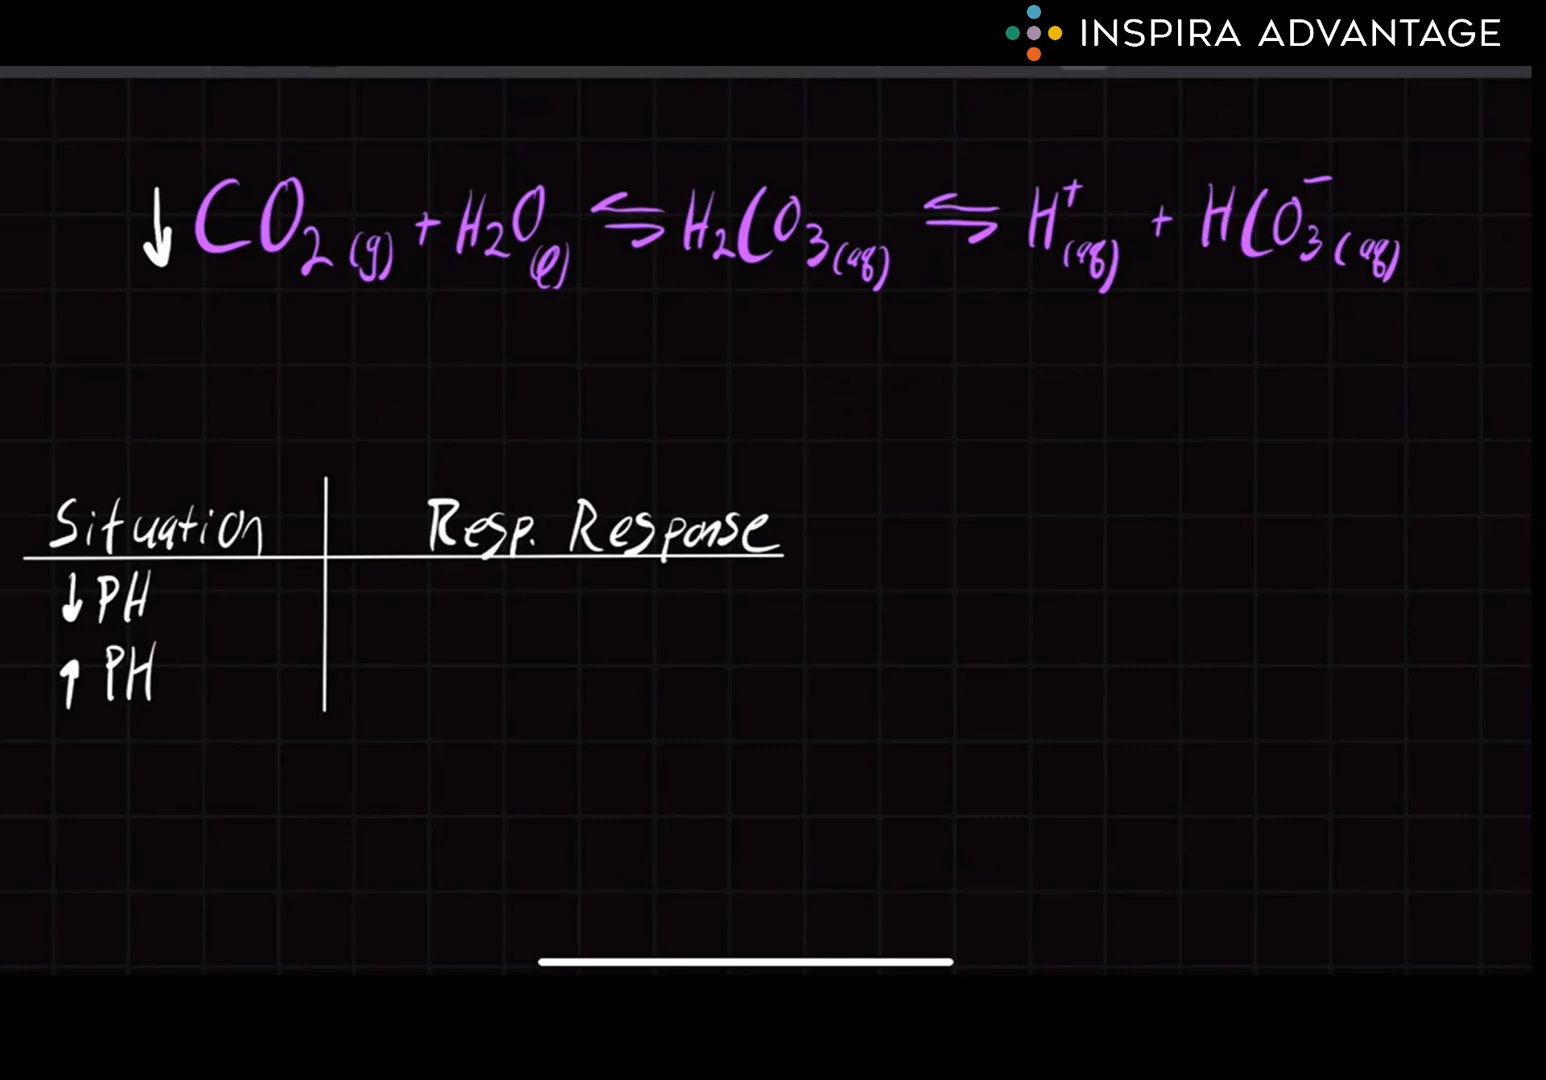 INSPIRA ADVANTAGE
↓ CO₂(g) + H₂O(l) ⇌ H₂CO₃(aq) ⇌ H⁺(aq) + HCO₃⁻(aq)
Situation Resp. Response
↓ PH
↑ PH